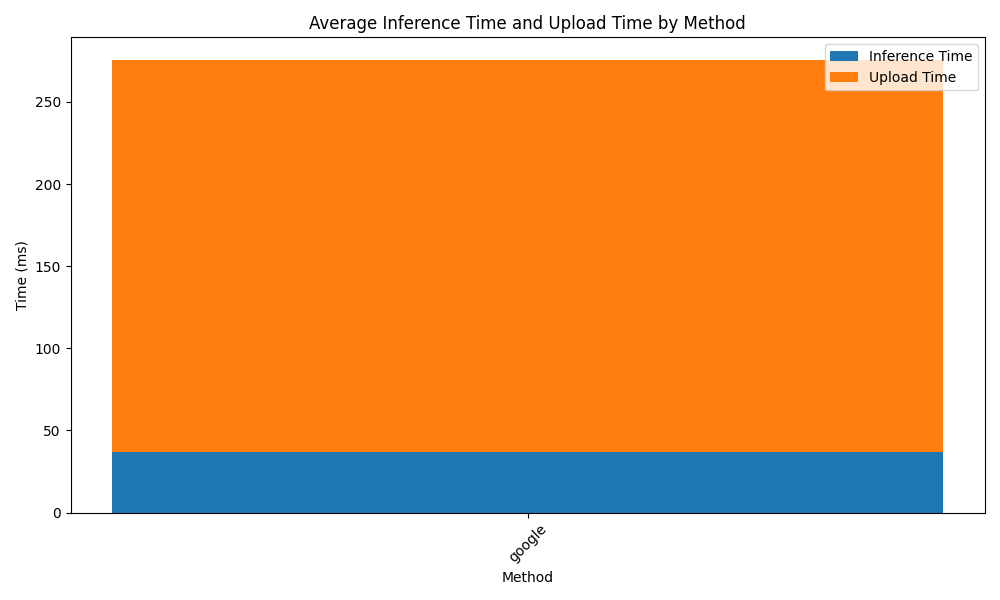 Average Inference Time and Upload Time by Method
Inference Time
Upload Time
250
200
150
100
50
0
Time (ms)
google
Method